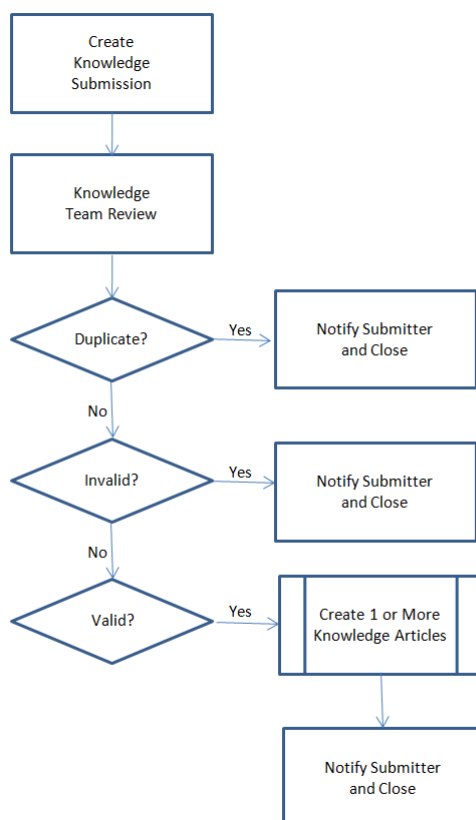 Create
Knowledge
Submission
Knowledge
Team Review
Duplicate?
Yes
Notify Submitter
and Close
No
Invalid?
Yes
Notify Submitter
and Close
No
Valid?
Yes
Create 1 or More
Knowledge Articles
Notify Submitter
and Close